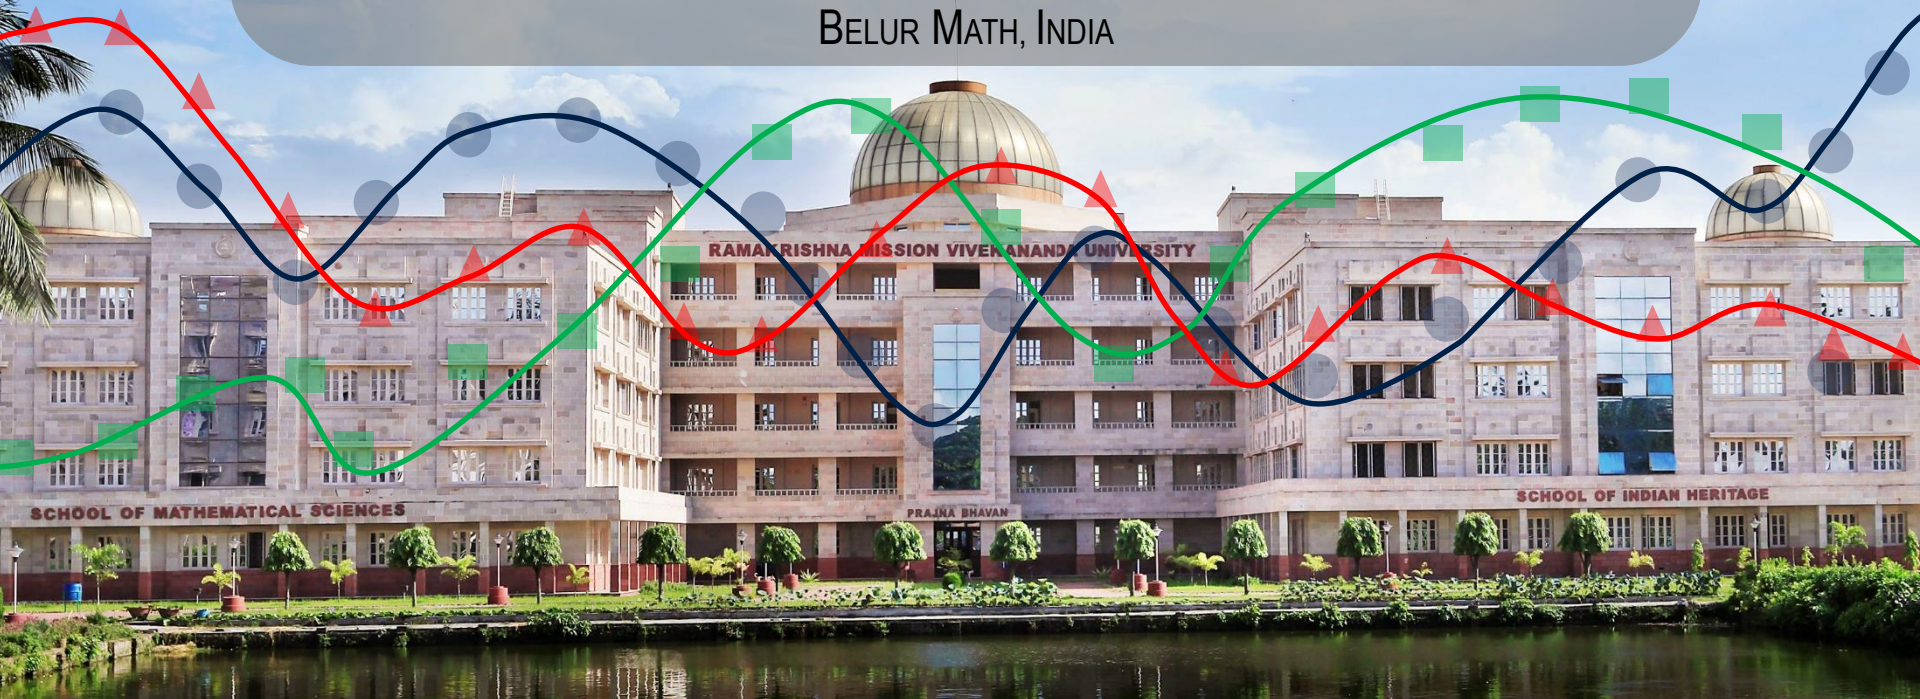 BELUR MATH, INDIA
RAMAKRISHNA MISSION VIVEKANANDA UNIVERSITY
SCHOOL OF MATHEMATICAL SCIENCES
PRAJNA BHAVAN
SCHOOL OF INDIAN HERITAGE